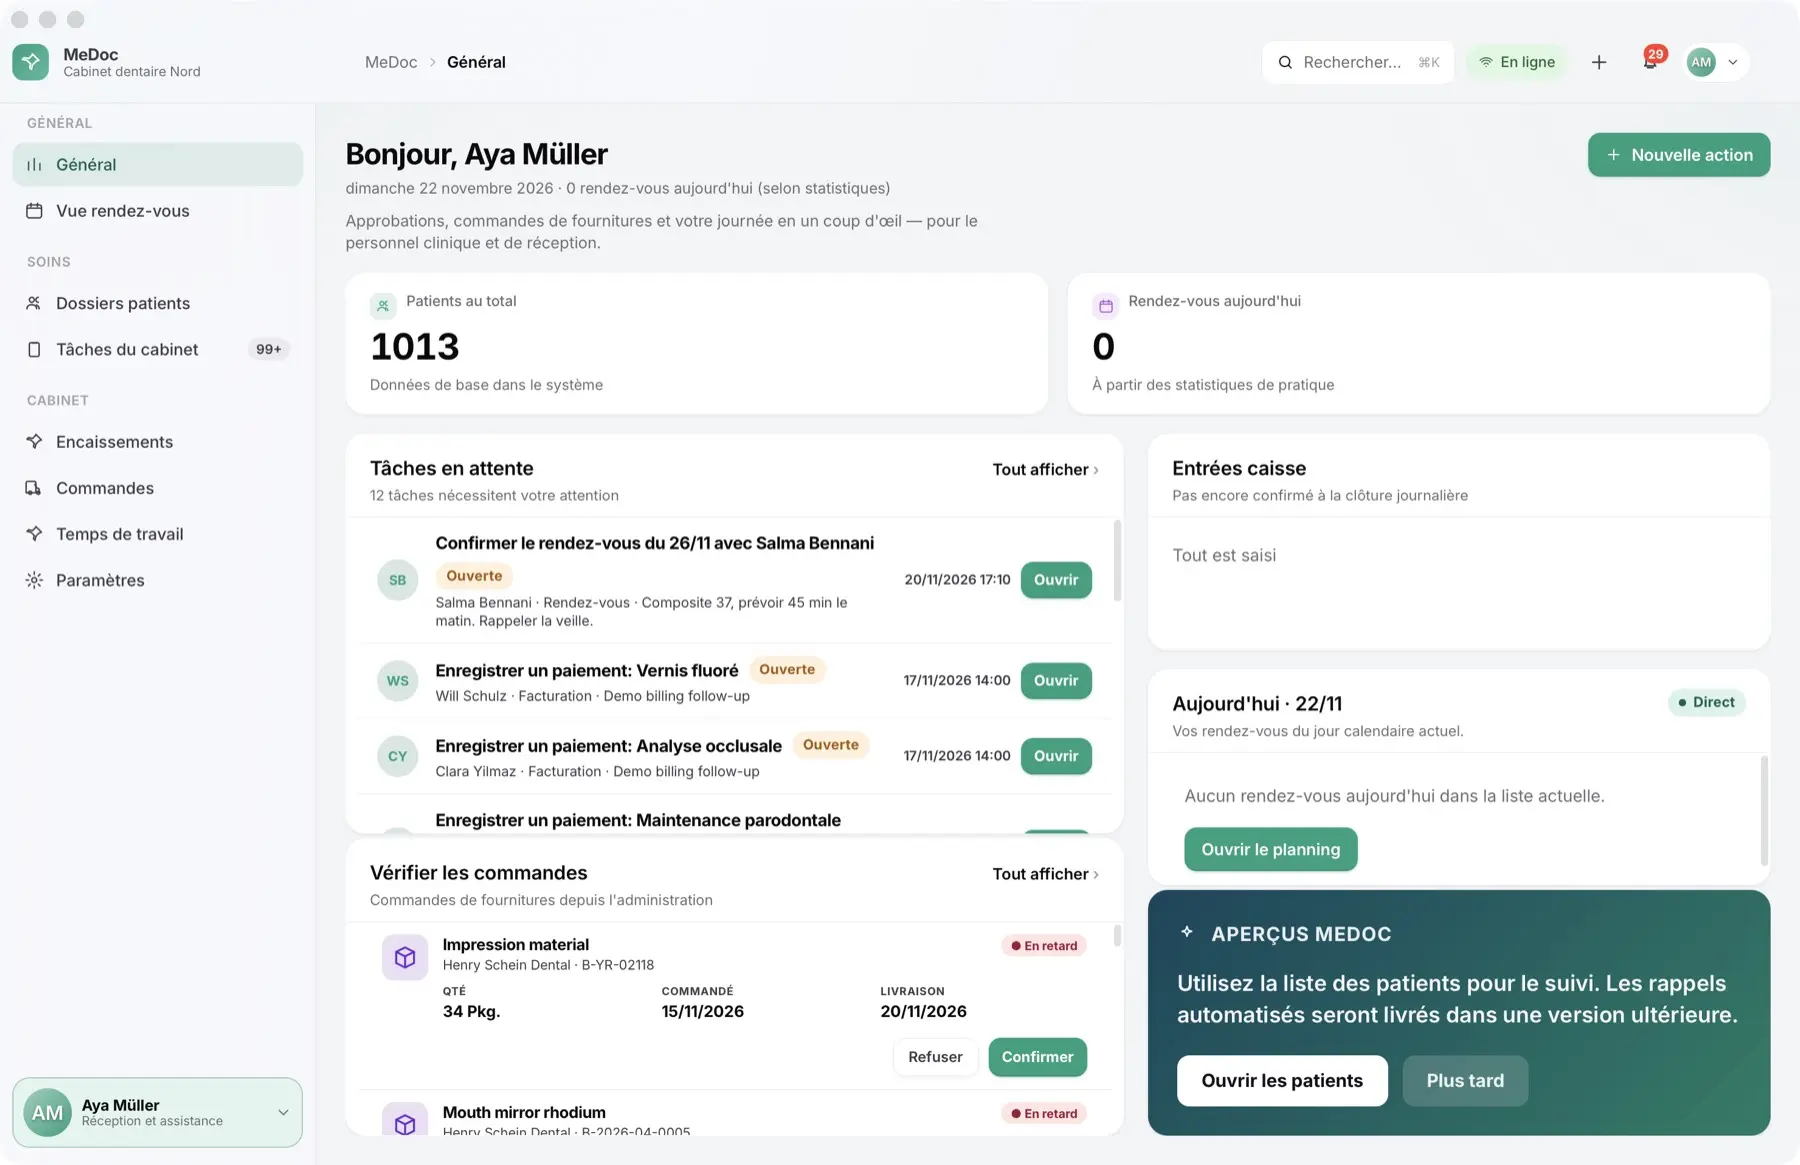 MeDoc
Cabinet dentaire Nord
MeDoc > Général
Rechercher... ⌘K
En ligne
29
AM
GÉNÉRAL
Général
Vue rendez-vous
SOINS
Dossiers patients
Tâches du cabinet 99+
CABINET
Encaissements
Commandes
Temps de travail
Paramètres
AM
Aya Müller
Réception et assistance
Bonjour, Aya Müller
dimanche 22 novembre 2026 · 0 rendez-vous aujourd'hui (selon statistiques)
Approbations, commandes de fournitures et votre journée en un coup d'œil — pour le
personnel clinique et de réception.
+ Nouvelle action
Patients au total
1013
Données de base dans le système
Rendez-vous aujourd'hui
0
À partir des statistiques de pratique
Tâches en attente
12 tâches nécessitent votre attention
Tout afficher ›
SB
Confirmer le rendez-vous du 26/11 avec Salma Bennani
Ouverte
Salma Bennani · Rendez-vous · Composite 37, prévoir 45 min le
matin. Rappeler la veille.
20/11/2026 17:10
Ouvrir
WS
Enregistrer un paiement: Vernis fluoré Ouverte
Will Schulz · Facturation · Demo billing follow-up
17/11/2026 14:00
Ouvrir
CY
Enregistrer un paiement: Analyse occlusale Ouverte
Clara Yilmaz · Facturation · Demo billing follow-up
17/11/2026 14:00
Ouvrir
Enregistrer un paiement: Maintenance parodontale
Vérifier les commandes
Commandes de fournitures depuis l'administration
Tout afficher ›
Impression material
Henry Schein Dental · B-YR-02118
En retard
QTÉ COMMANDÉ LIVRAISON
34 Pkg. 15/11/2026 20/11/2026
Refuser
Confirmer
Mouth mirror rhodium
Henry Schein Dental · B-2026-04-0005
En retard
Entrées caisse
Pas encore confirmé à la clôture journalière
Tout est saisi
Aujourd'hui · 22/11
Direct
Vos rendez-vous du jour calendaire actuel.
Aucun rendez-vous aujourd'hui dans la liste actuelle.
Ouvrir le planning
APERÇUS MEDOC
Utilisez la liste des patients pour le suivi. Les rappels
automatisés seront livrés dans une version ultérieure.
Ouvrir les patients
Plus tard